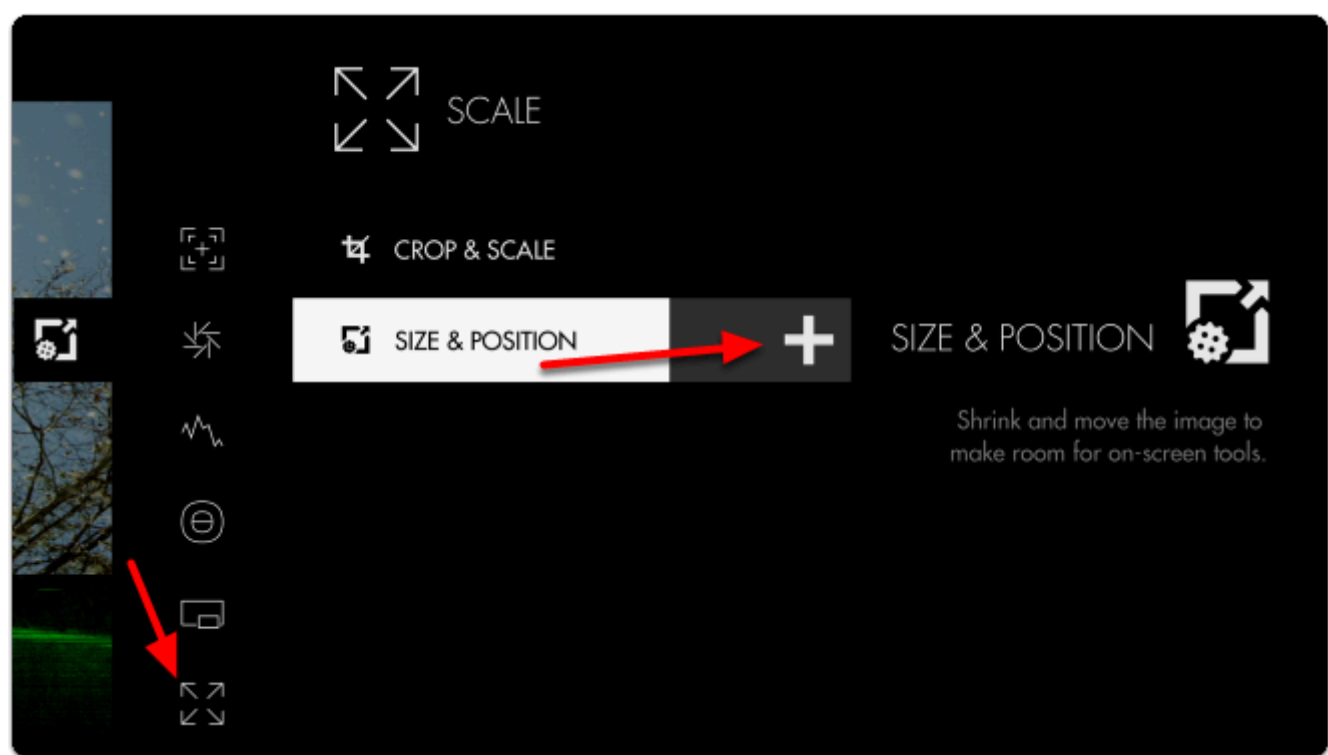 SCALE
CROP & SCALE
SIZE & POSITION
SIZE & POSITION
Shrink and move the image to
make room for on-screen tools.